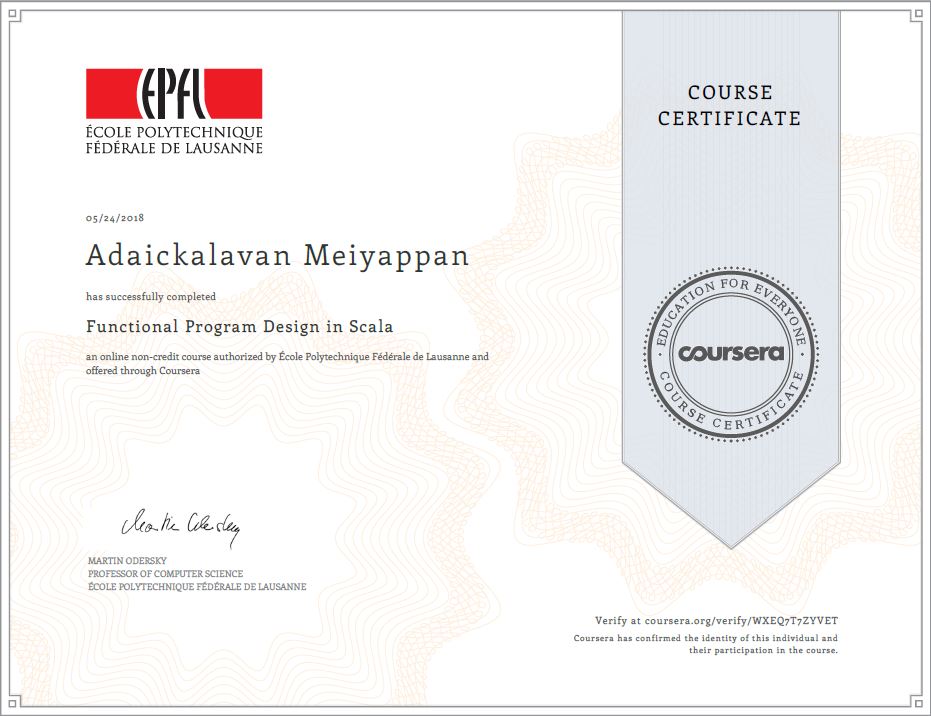 EPFL
ÉCOLE POLYTECHNIQUE
FÉDÉRALE DE LAUSANNE
COURSE
CERTIFICATE
05/24/2018
Adaickalavan Meiyappan
has successfully completed
Functional Program Design in Scala
an online non-credit course authorized by École Polytechnique Fédérale de Lausanne and
offered through Coursera
EDUCATION FOR EVERYONE
coursera
COURSE CERTIFICATE
Martin Odersky
MARTIN ODERSKY
PROFESSOR OF COMPUTER SCIENCE
ÉCOLE POLYTECHNIQUE FÉDÉRALE DE LAUSANNE
Verify at coursera.org/verify/WXEQ7T7ZYVET
Coursera has confirmed the identity of this individual and
their participation in the course.